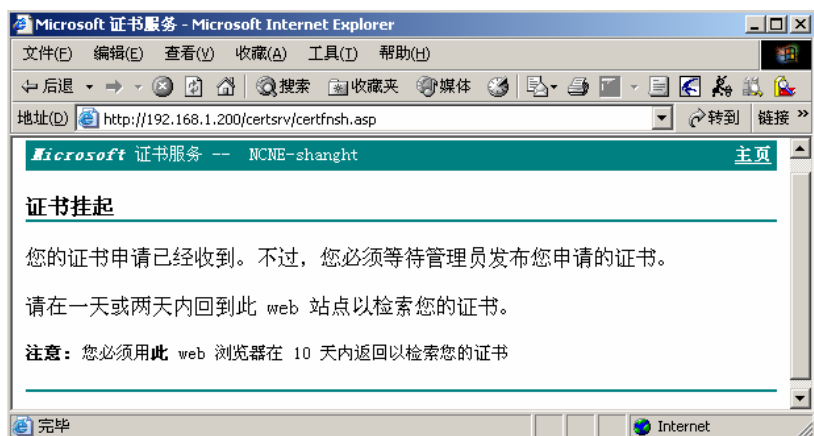 Microsoft 证书服务 - Microsoft Internet Explorer
文件(F) 编辑(E) 查看(V) 收藏(A) 工具(T) 帮助(H)
后退 搜索 收藏夹 媒体
地址(D) http://192.168.1.200/certsrv/certfnsh.asp 转到 链接 »
Microsoft 证书服务 -- NCNE-shanght 主页
证书挂起
您的证书申请已经收到。不过，您必须等待管理员发布您申请的证书。
请在一天或两天内回到此 web 站点以检索您的证书。
注意：您必须用此 web 浏览器在 10 天内返回以检索您的证书
完毕 Internet